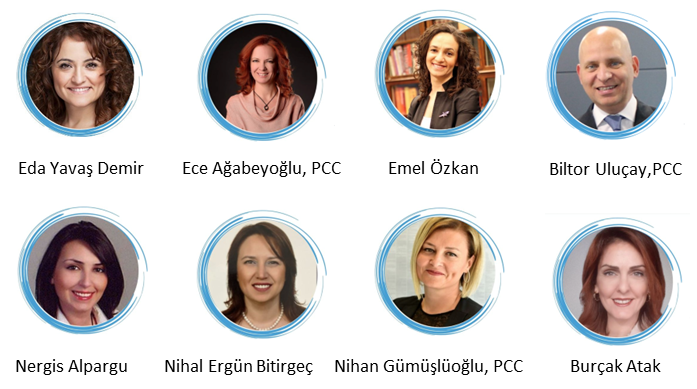 Eda Yavaş Demir
Ece Ağabeyoğlu, PCC
Emel Özkan
Biltor Uluçay,PCC
Nergis Alpargu
Nihal Ergün Bitirgeç
Nihan Gümüşlüoğlu, PCC
Burçak Atak